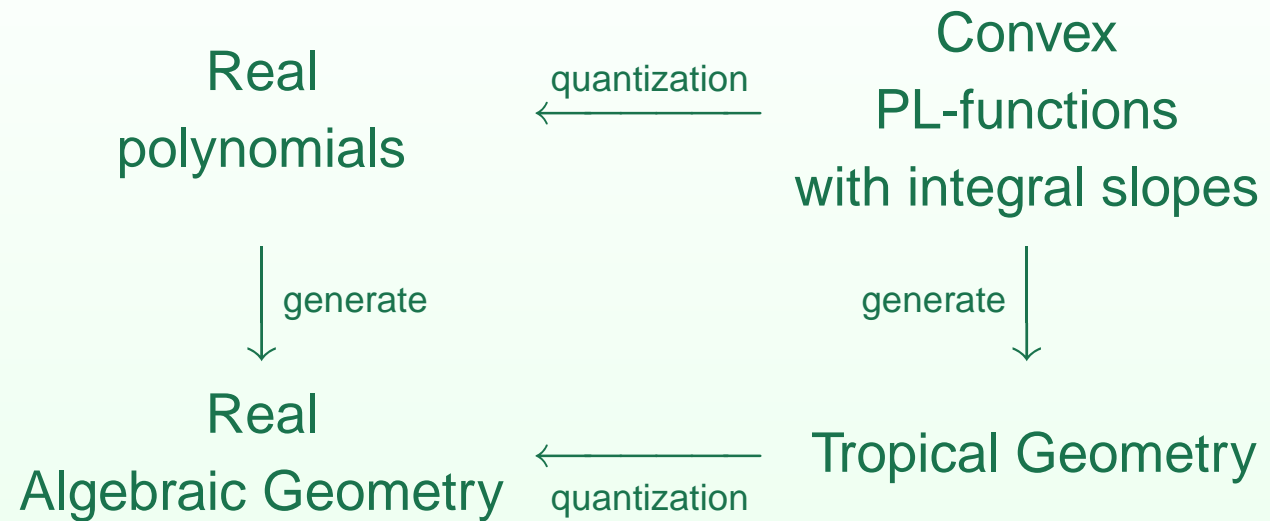 Real
polynomials
quantization
Convex
PL-functions
with integral slopes
generate
generate
Real
Algebraic Geometry
quantization
Tropical Geometry